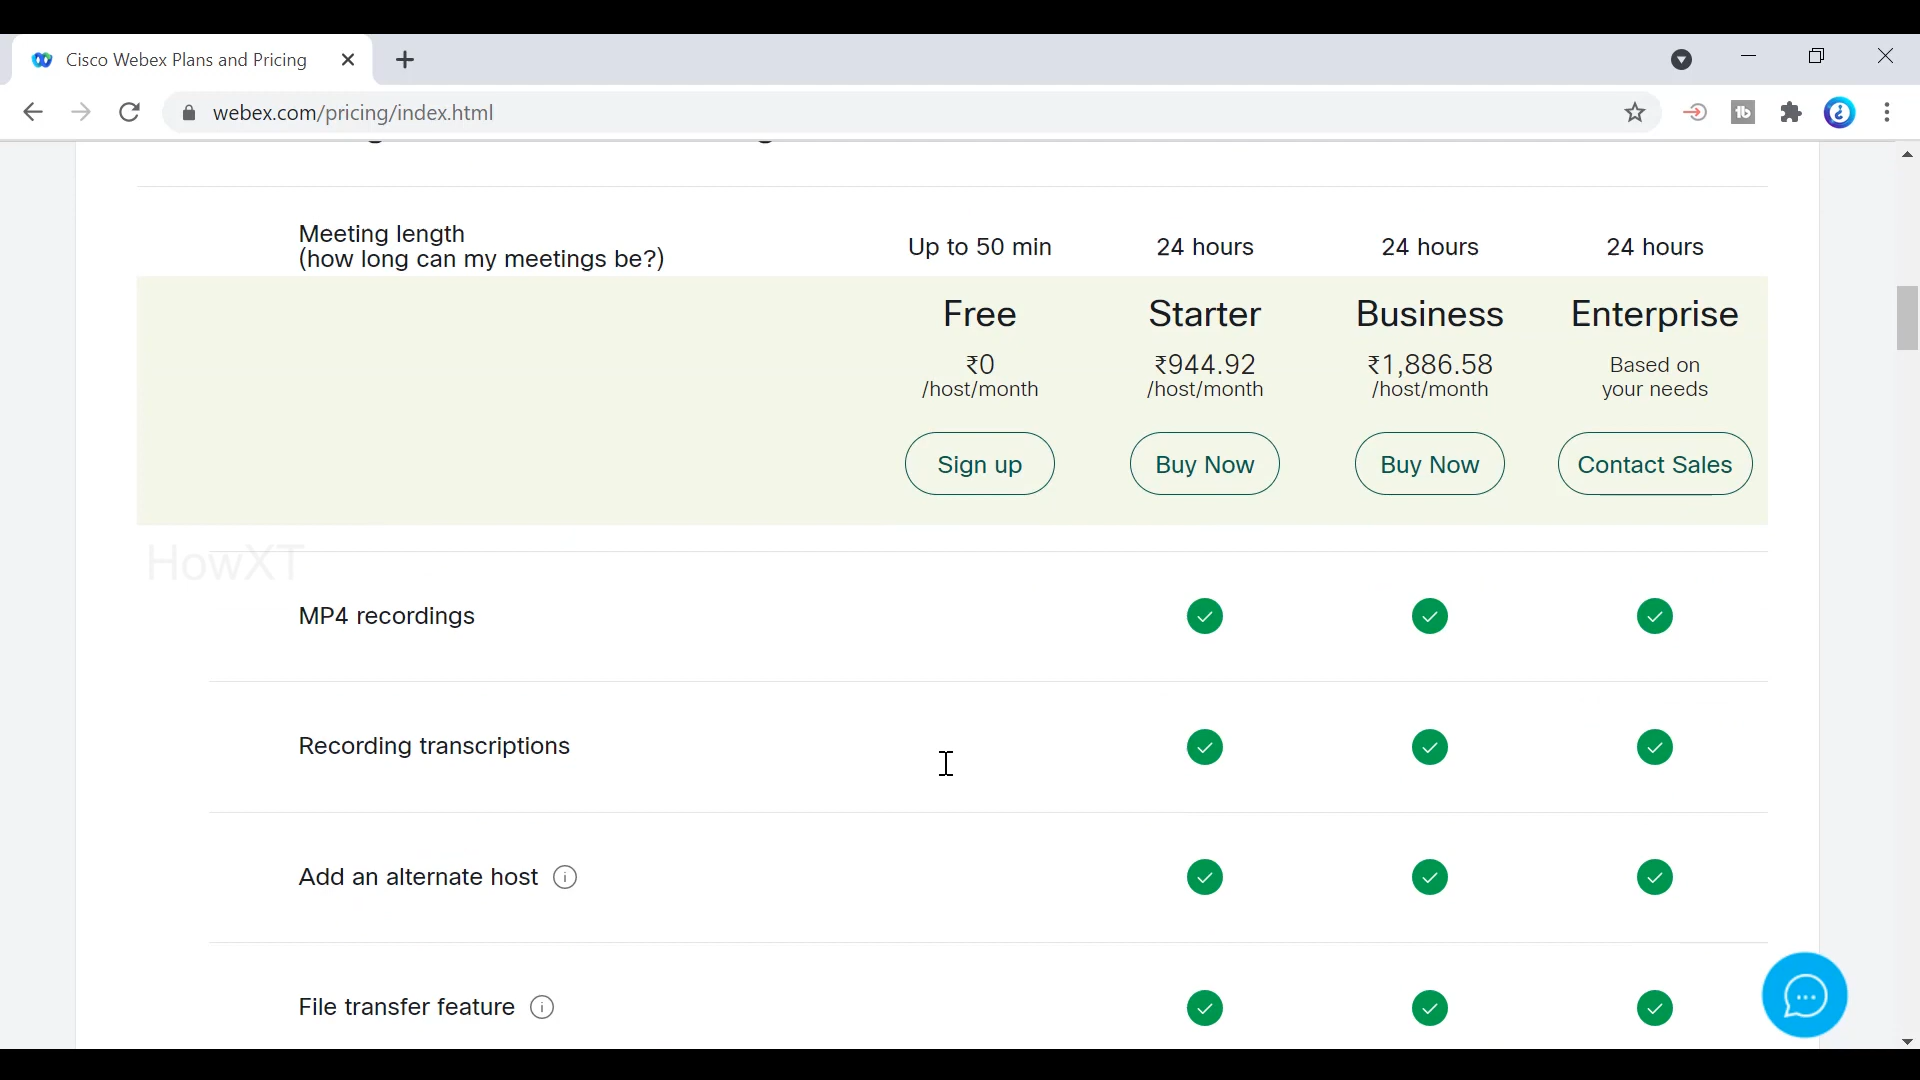 Cisco Webex Plans and Pricing
webex.com/pricing/index.html
Meeting length
(how long can my meetings be?)
Up to 50 min
24 hours
24 hours
24 hours
Free
Starter
Business
Enterprise
₹0
/host/month
₹944.92
/host/month
₹1,886.58
/host/month
Based on
your needs
Sign up
Buy Now
Buy Now
Contact Sales
HowXT
MP4 recordings
Recording transcriptions
Add an alternate host
File transfer feature